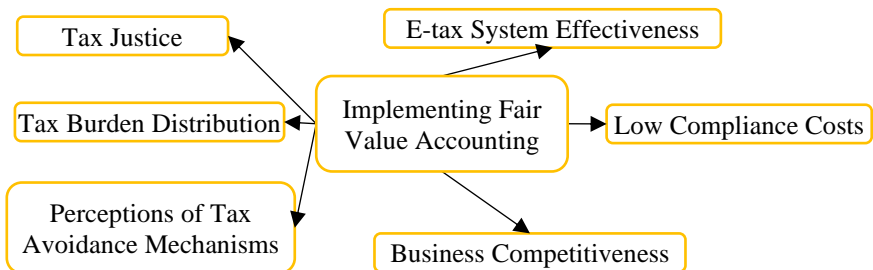 Tax Justice
E-tax System Effectiveness
Tax Burden Distribution
Implementing Fair
Value Accounting
Low Compliance Costs
Perceptions of Tax
Avoidance Mechanisms
Business Competitiveness